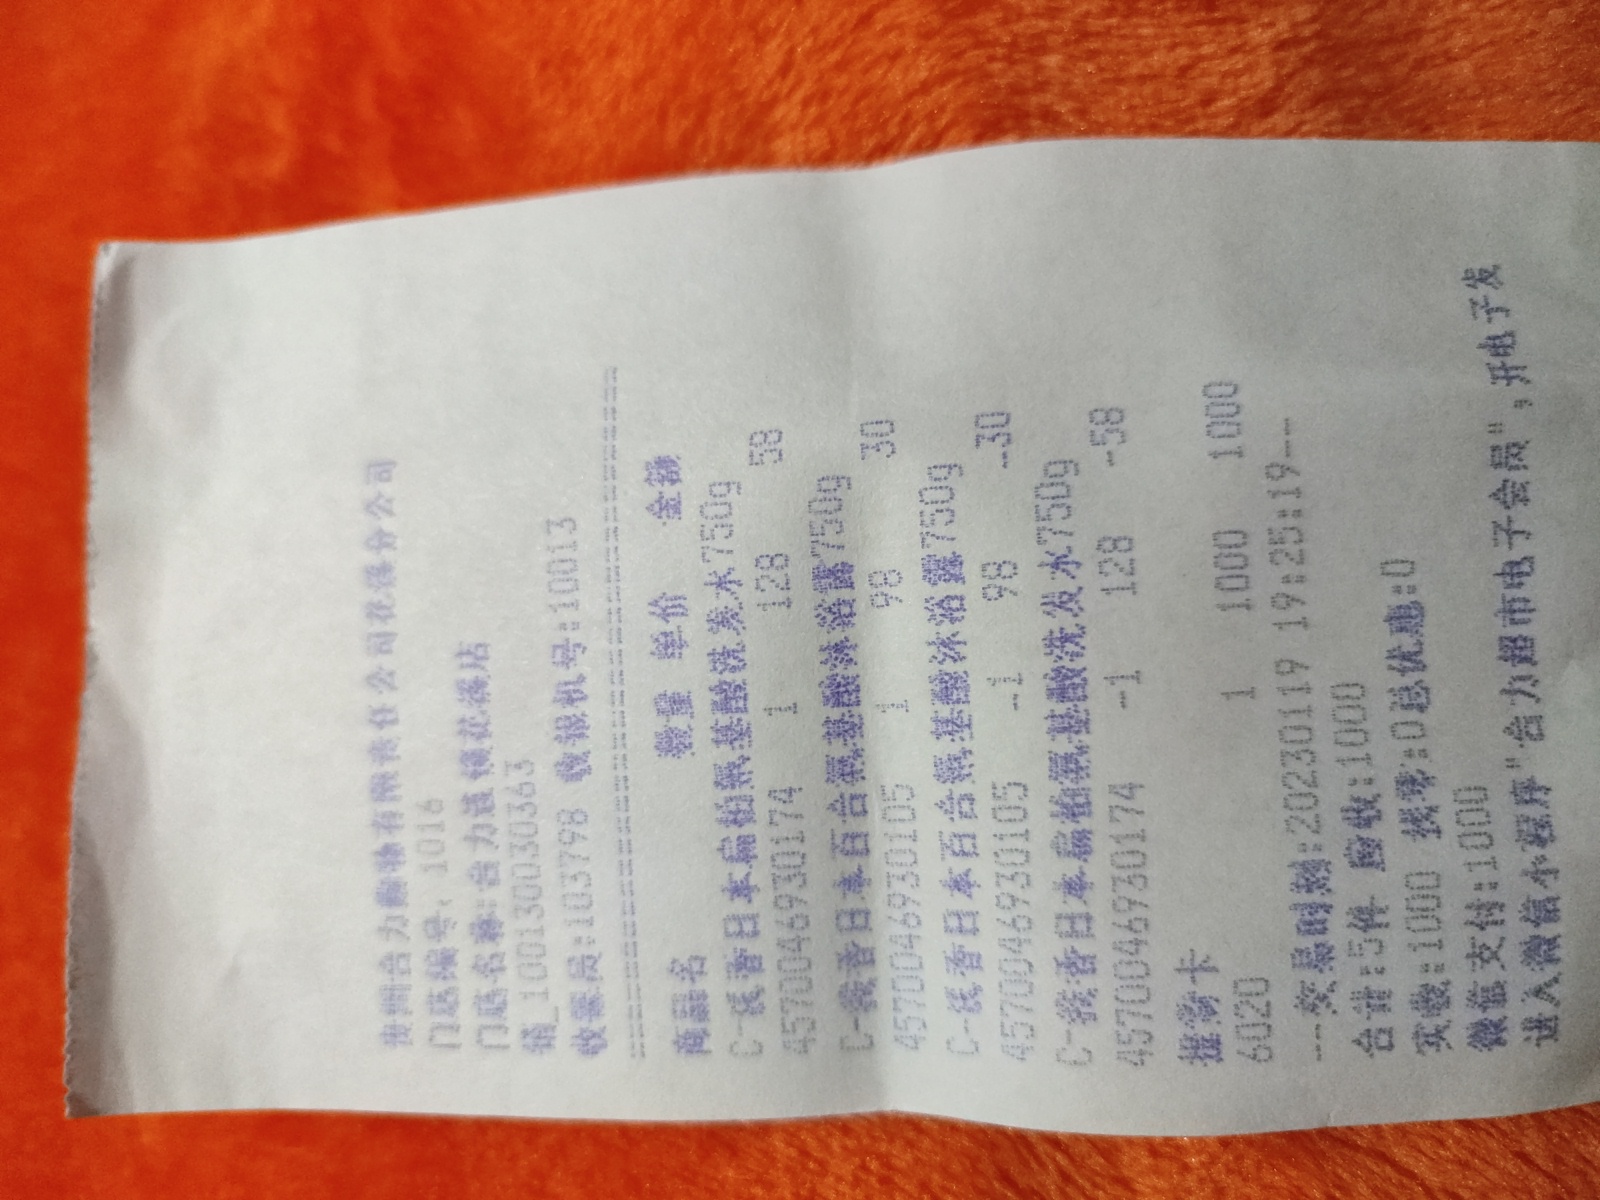 贵州合力购物有限责任公司花溪分公司
门店编号: 1016
门店名称:合力超市花溪店
销_100130030363
收银员:103798 收银机号:10013
商品名 数量 单价 金额
C-氏香日本扁柏氨基酸洗发水750g
4570046930174 1 128 58
C-氏香日本百合氨基酸沐浴露750g
4570046930105 1 98 30
C-氏香日本百合氨基酸沐浴露750g
4570046930105 -1 98 -30
C-氏香日本扁柏氨基酸洗发水750g
4570046930174 -1 128 -58
提货卡
6020 1 1000 1000
---交易时刻:20230119 19:25:19---
合计:5件 应收:1000
实收:1000 找零:0总优惠:0
微信支付:1000
进入微信小程序"合力超市电子会员",开电子发